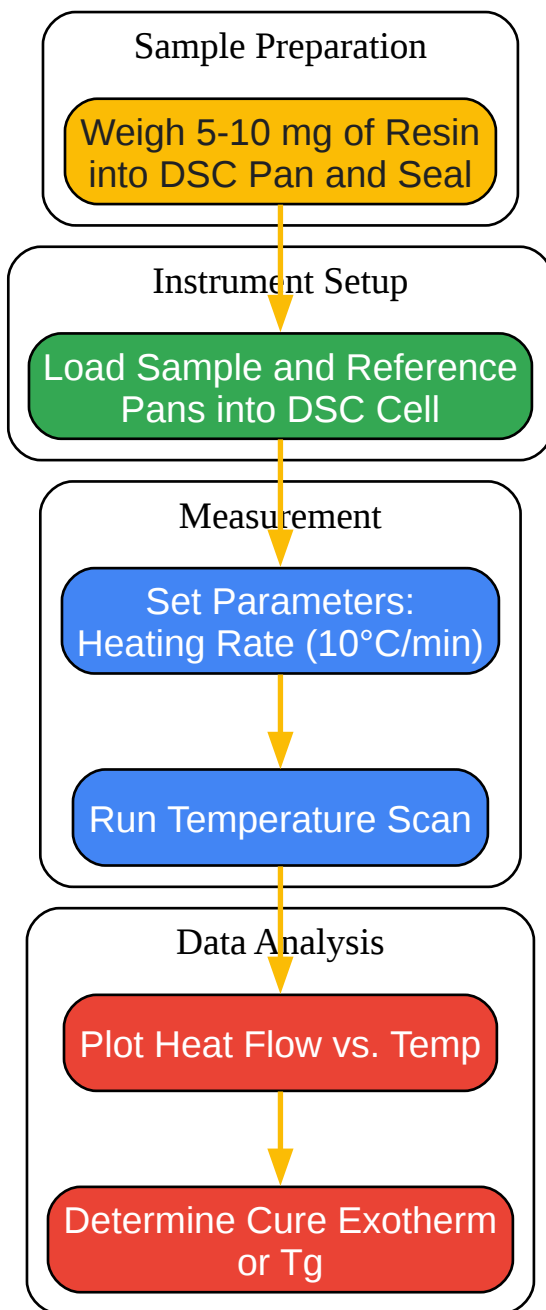 Sample Preparation
Weigh 5-10 mg of Resin
into DSC Pan and Seal
Instrument Setup
Load Sample and Reference
Pans into DSC Cell
Measurement
Set Parameters:
Heating Rate (10°C/min)
Run Temperature Scan
Data Analysis
Plot Heat Flow vs. Temp
Determine Cure Exotherm
or Tg